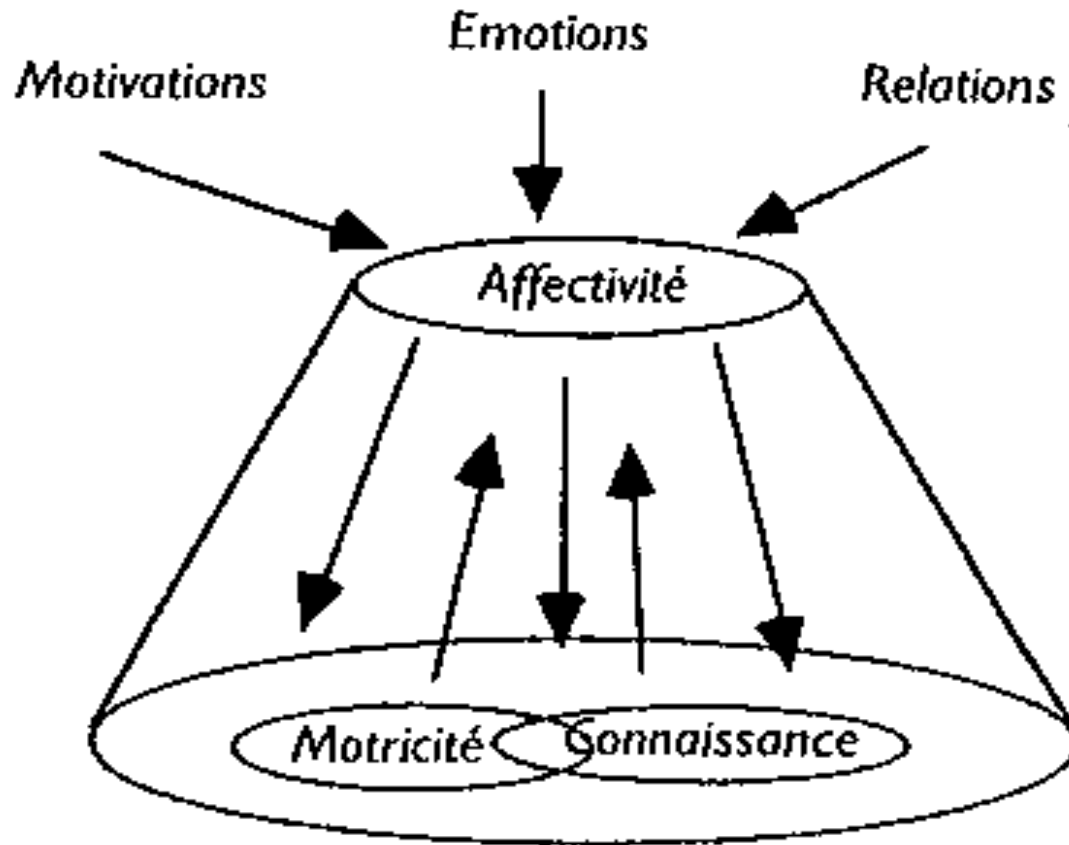 Emotions
Motivations
Relations
Affectivité
Motricité
Connaissance